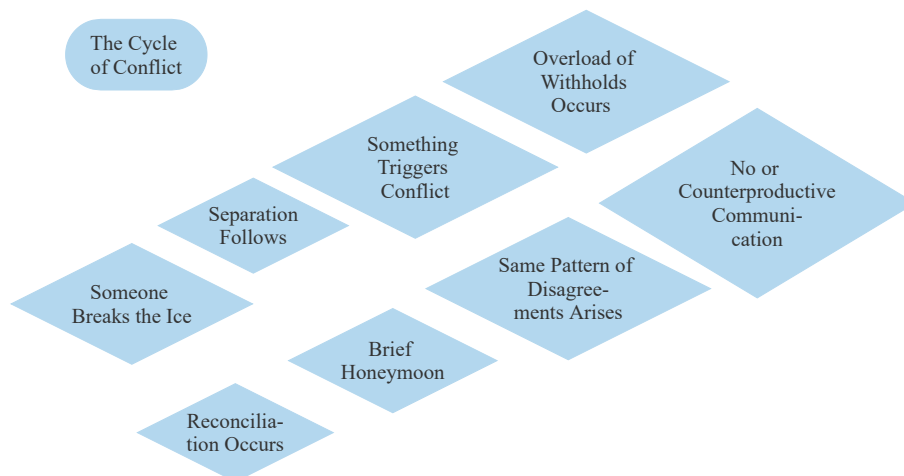 The Cycle
of Conflict
Overload of
Withholds
Occurs
Something
Triggers
Conflict
No or
Counterproductive
Communi-
cation
Separation
Follows
Same Pattern of
Disagree-
ments Arises
Someone
Breaks the Ice
Brief
Honeymoon
Reconcilia-
tion Occurs